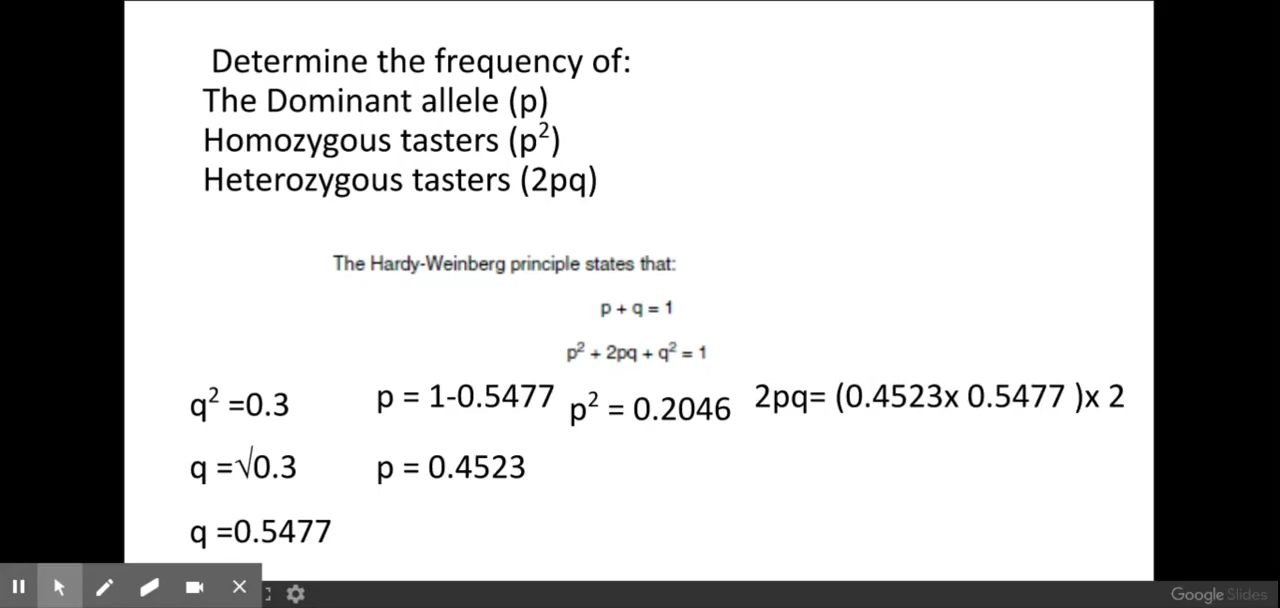 Determine the frequency of:
The Dominant allele (p)
Homozygous tasters (p²)
Heterozygous tasters (2pq)
The Hardy-Weinberg principle states that:
p + q = 1
p² + 2pq + q² = 1
q² =0.3
q =√0.3
q =0.5477
p = 1-0.5477
p = 0.4523
p² = 0.2046
2pq= (0.4523x 0.5477 )x 2
Google Slides